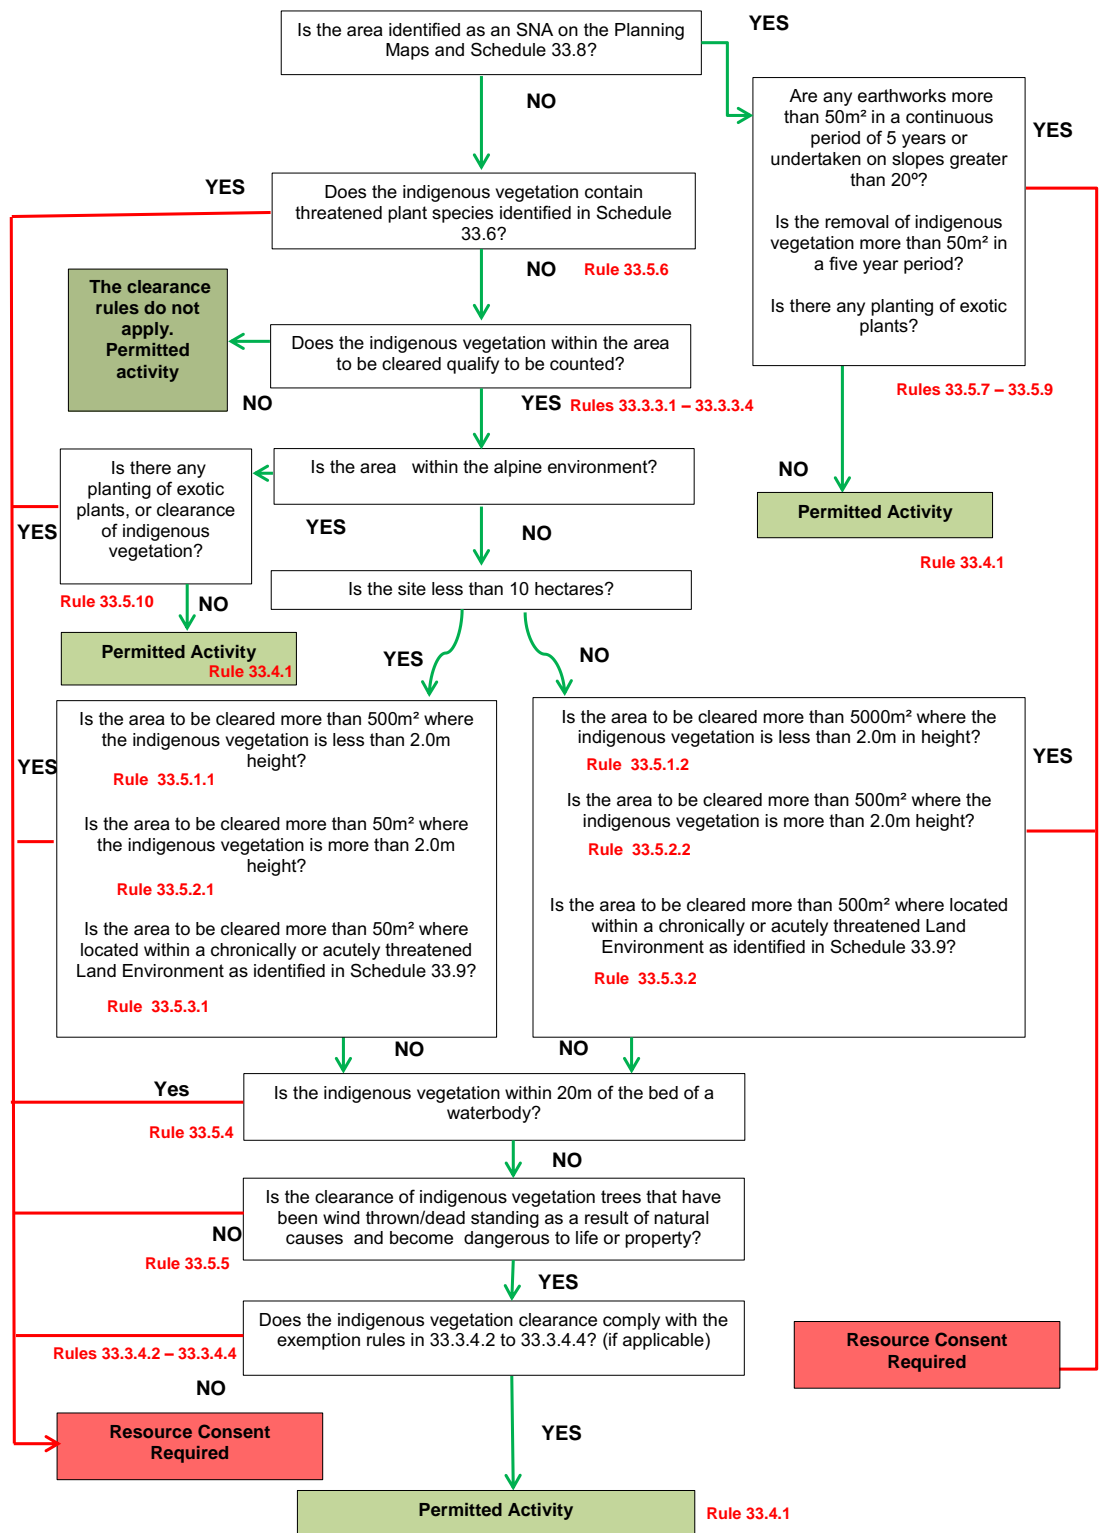 Is the area identified as an SNA on the Planning
Maps and Schedule 33.8?
YES
NO
Are any earthworks more
than 50m² in a continuous
period of 5 years or
undertaken on slopes greater
than 20º?
Is the removal of indigenous
vegetation more than 50m² in
a five year period?
Is there any planting of exotic
plants?
YES
YES
Does the indigenous vegetation contain
threatened plant species identified in Schedule
33.6?
NO
Rule 33.5.6
The clearance
rules do not
apply.
Permitted
activity
Does the indigenous vegetation within the area
to be cleared qualify to be counted?
NO
YES
Rules 33.3.3.1 – 33.3.3.4
Rules 33.5.7 – 33.5.9
NO
Permitted Activity
Rule 33.4.1
Is the area within the alpine environment?
YES
NO
Is there any
planting of exotic
plants, or clearance
of indigenous
vegetation?
YES
Rule 33.5.10
NO
Permitted Activity
Rule 33.4.1
Is the site less than 10 hectares?
YES
NO
Is the area to be cleared more than 500m² where
the indigenous vegetation is less than 2.0m
height?
YES
Rule 33.5.1.1
Is the area to be cleared more than 50m² where
the indigenous vegetation is more than 2.0m
height?
Rule 33.5.2.1
Is the area to be cleared more than 50m² where
located within a chronically or acutely threatened
Land Environment as identified in Schedule 33.9?
Rule 33.5.3.1
Is the area to be cleared more than 5000m² where the
indigenous vegetation is less than 2.0m in height?
YES
Rule 33.5.1.2
Is the area to be cleared more than 500m² where the
indigenous vegetation is more than 2.0m height?
Rule 33.5.2.2
Is the area to be cleared more than 500m² where located
within a chronically or acutely threatened Land
Environment as identified in Schedule 33.9?
Rule 33.5.3.2
NO
NO
Yes
Is the indigenous vegetation within 20m of the bed of a
waterbody?
Rule 33.5.4
NO
Is the clearance of indigenous vegetation trees that have
been wind thrown/dead standing as a result of natural
causes and become dangerous to life or property?
NO
Rule 33.5.5
YES
Does the indigenous vegetation clearance comply with the
exemption rules in 33.3.4.2 to 33.3.4.4? (if applicable)
Rules 33.3.4.2 – 33.3.4.4
NO
Resource Consent
Required
Resource Consent
Required
YES
Permitted Activity
Rule 33.4.1